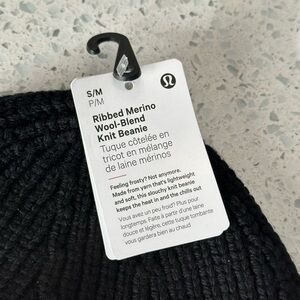 S/M
P/M
Ribbed Merino
Wool-Blend
Knit Beanie
Tuque côtelée en
tricot en mélange
de laine mérinos
Feeling frosty? Not anymore.
Made from yarn that's lightweight
and soft, this slouchy knit beanie
keeps the heat in and the chills out
Vous avez un peu froid? Plus pour
longtemps. Faite à partir d'une laine
douce et légère, cette tuque tombante
vous gardera bien au chaud